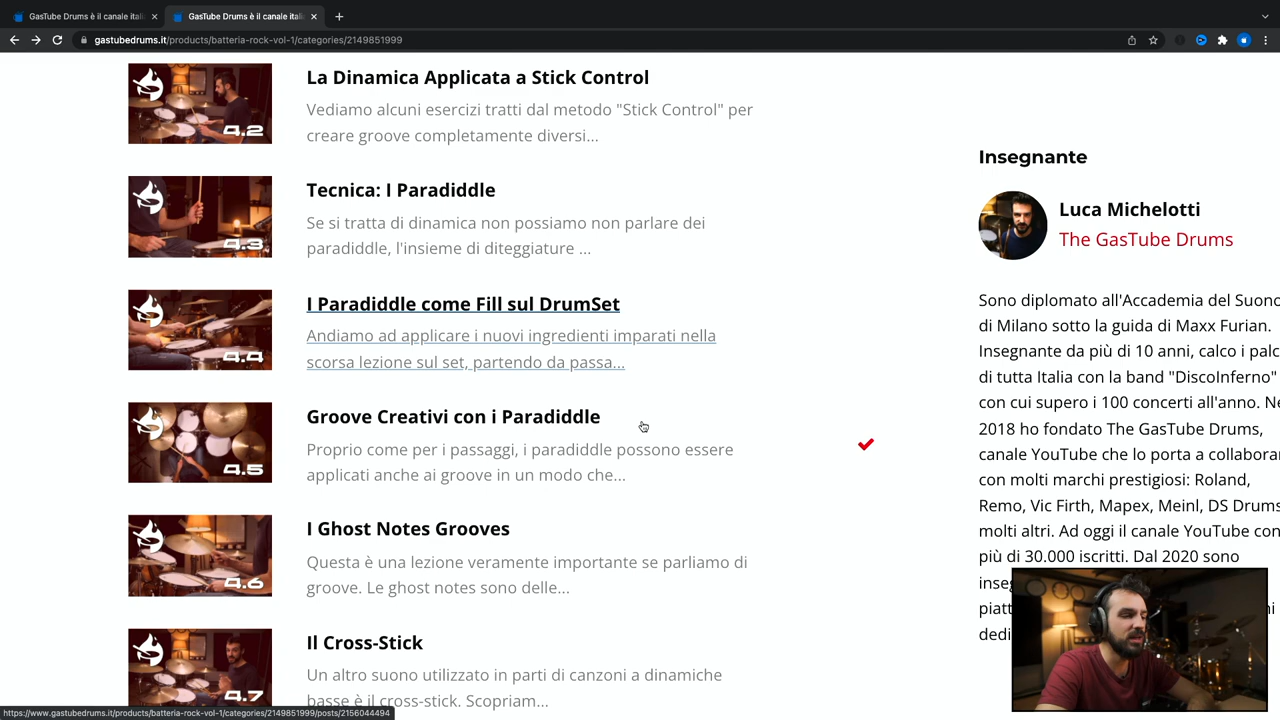 GasTube Drums è il canale itali
GasTube Drums è il canale itali
gastubedrums.it/products/batteria-rock-vol-1/categories/2149851999
4.2
La Dinamica Applicata a Stick Control
Vediamo alcuni esercizi tratti dal metodo "Stick Control" per
creare groove completamente diversi...
4.3
Tecnica: I Paradiddle
Se si tratta di dinamica non possiamo non parlare dei
paradiddle, l'insieme di diteggiature ...
4.4
I Paradiddle come Fill sul DrumSet
Andiamo ad applicare i nuovi ingredienti imparati nella
scorsa lezione sul set, partendo da passa...
4.5
Groove Creativi con i Paradiddle
Proprio come per i passaggi, i paradiddle possono essere
applicati anche ai groove in un modo che...
4.6
I Ghost Notes Grooves
Questa è una lezione veramente importante se parliamo di
groove. Le ghost notes sono delle...
4.7
Il Cross-Stick
Un altro suono utilizzato in parti di canzoni a dinamiche
basse è il cross-stick. Scopriam...
Insegnante
Luca Michelotti
The GasTube Drums
Sono diplomato all'Accademia del Suono
di Milano sotto la guida di Maxx Furian.
Insegnante da più di 10 anni, calco i palc
di tutta Italia con la band "DiscoInferno"
con cui supero i 100 concerti all'anno. Ne
2018 ho fondato The GasTube Drums,
canale YouTube che lo porta a collabora
con molti marchi prestigiosi: Roland,
Remo, Vic Firth, Mapex, Meinl, DS Drums
molti altri. Ad oggi il canale YouTube con
più di 30.000 iscritti. Dal 2020 sono
inseg
piatt
dedi
https://www.gastubedrums.it/products/batteria-rock-vol-1/categories/2149851999/posts/2156044494